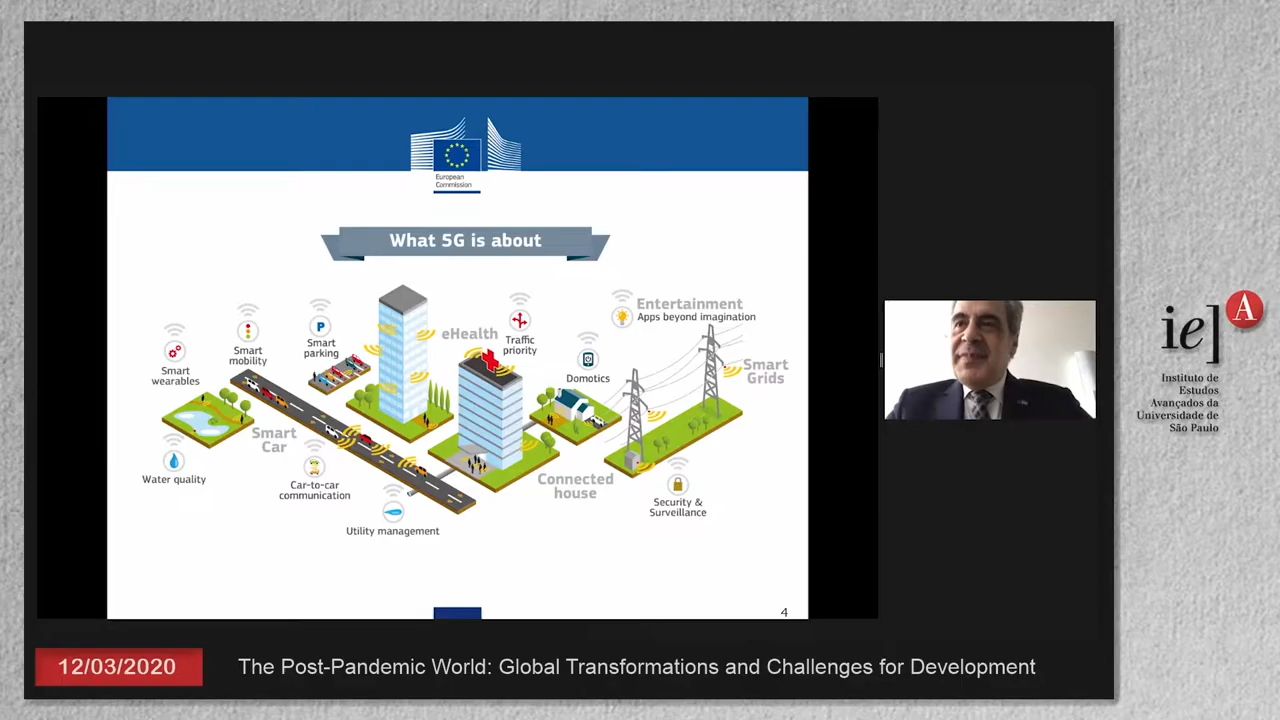 European
Commission
What 5G is about
Entertainment
Apps beyond imagination
eHealth
Traffic
priority
P
Smart
parking
Smart
mobility
Smart
wearables
Domotics
Smart
Grids
Smart
Car
Water quality
Car-to-car
communication
Connected
house
Security &
Surveillance
Utility management
4
iea]
A
Instituto de
Estudos
Avançados da
Universidade de
São Paulo
12/03/2020
The Post-Pandemic World: Global Transformations and Challenges for Development